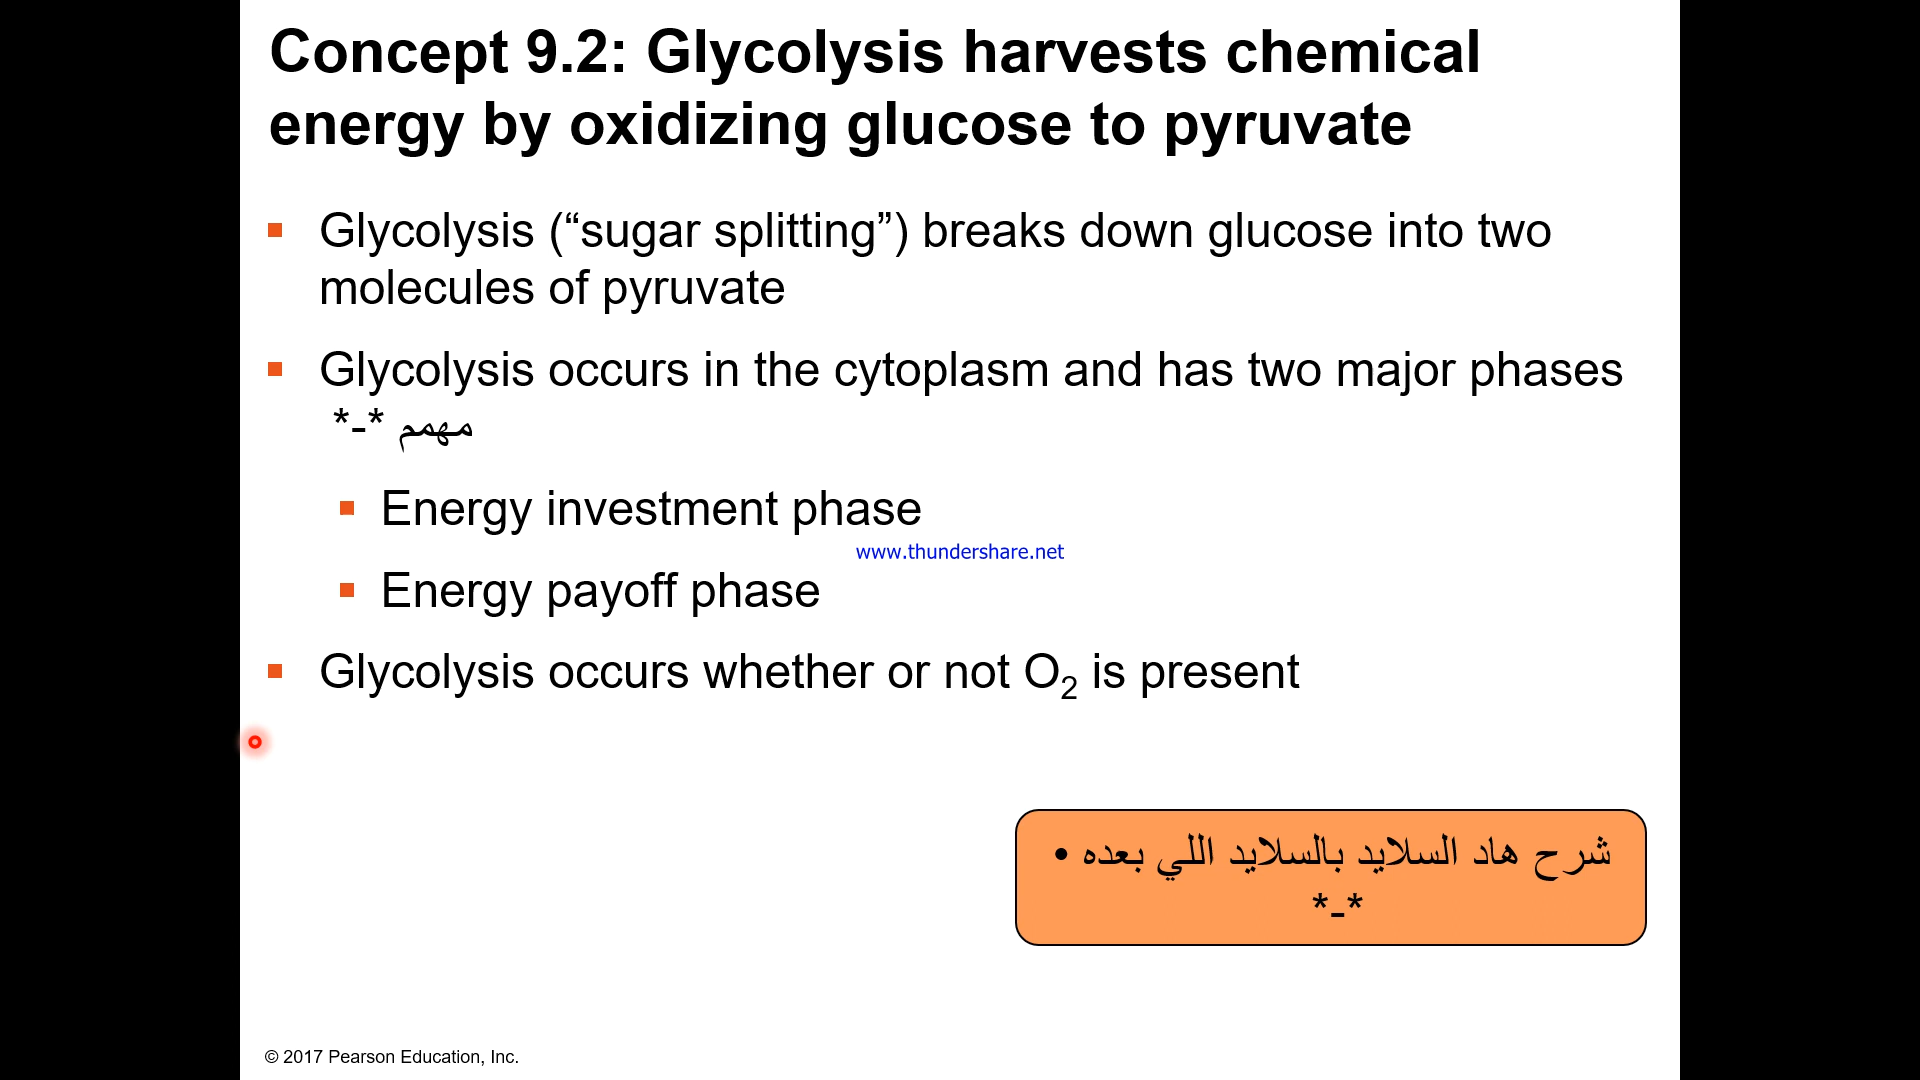 Concept 9.2: Glycolysis harvests chemical
energy by oxidizing glucose to pyruvate
▪ Glycolysis (“sugar splitting”) breaks down glucose into two
molecules of pyruvate
▪ Glycolysis occurs in the cytoplasm and has two major phases
مهمم *-*
▪ Energy investment phase
www.thundershare.net
▪ Energy payoff phase
▪ Glycolysis occurs whether or not O₂ is present
شرح هاد السلايد بالسلايد اللي بعده •
*-*
© 2017 Pearson Education, Inc.